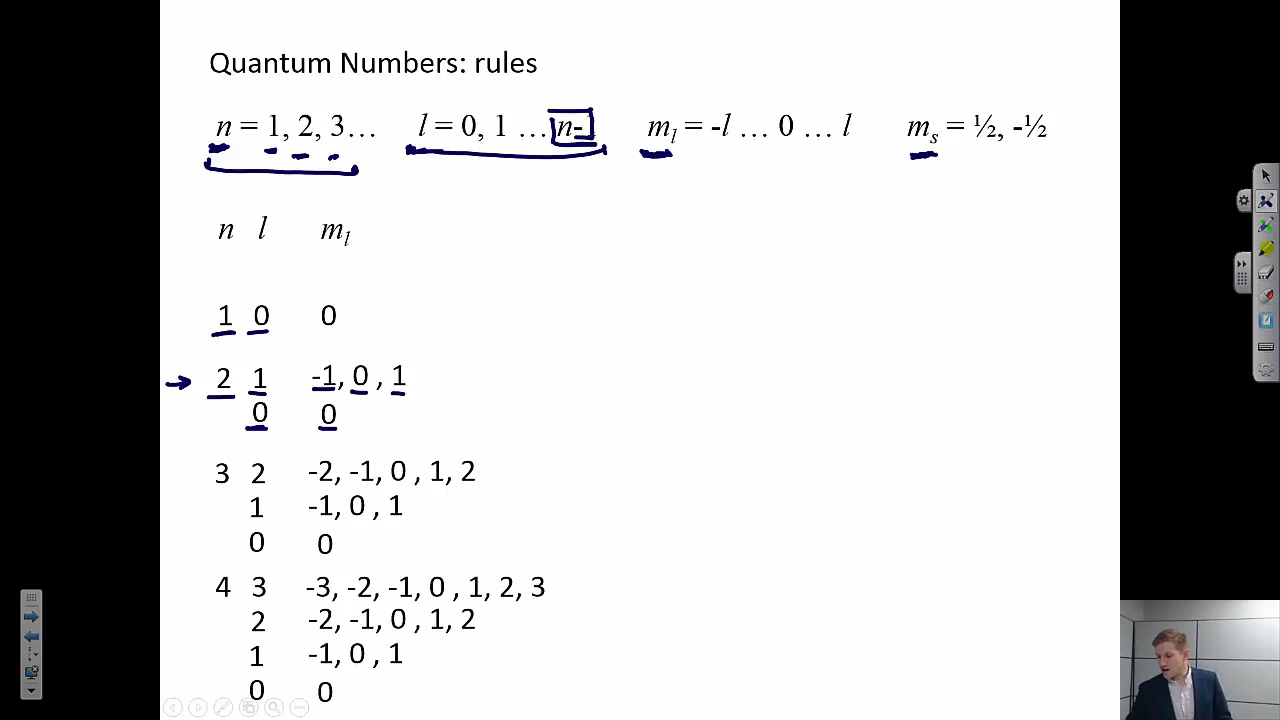 Quantum Numbers: rules
n = 1, 2, 3… l = 0, 1 … n- mₗ = -l … 0 … l mₛ = ½, -½
n l mₗ
1 0 0
2 1 -1, 0 , 1
0 0
3 2 -2, -1, 0 , 1, 2
1 -1, 0 , 1
0 0
4 3 -3, -2, -1, 0 , 1, 2, 3
2 -2, -1, 0 , 1, 2
1 -1, 0 , 1
0 0